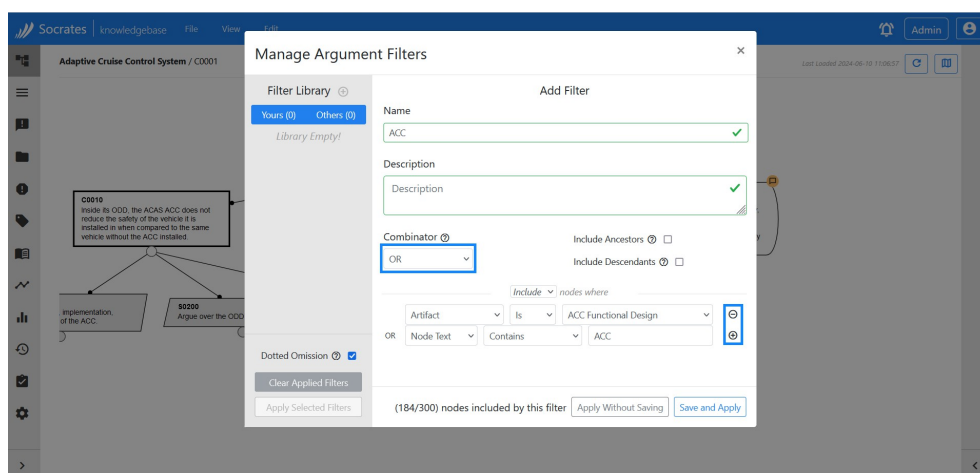 Socrates knowledgebase File View Edit Admin
Adaptive Cruise Control System / C0001
Last Loaded 2024-06-10 11:06:57
C0010
Inside its ODD, the ACAS ACC does not
reduce the safety of the vehicle it is
installed in when compared to the same
vehicle without the ACC installed.
implementation,
of the ACC.
S0200
Argue over the ODD
y
Manage Argument Filters ×
Filter Library
Yours (0) Others (0)
Library Empty!
Dotted Omission
Clear Applied Filters
Apply Selected Filters
Add Filter
Name
ACC
Description
Description
Combinator
OR
Include Ancestors
Include Descendants
Include nodes where
Artifact Is ACC Functional Design
OR Node Text Contains ACC
(184/300) nodes included by this filter Apply Without Saving Save and Apply